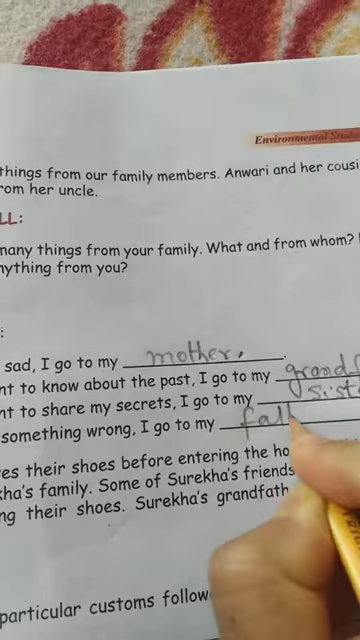 Environmental Stud
things from our family members. Anwari and her cousi
rom her uncle.
LL:
many things from your family. What and from whom?
nything from you?
:
sad, I go to my mother.
nt to know about the past, I go to my grandf
nt to share my secrets, I go to my sist
something wrong, I go to my fath
es their shoes before entering the ho
kha's family. Some of Surekha's friends
ng their shoes. Surekha's grandfath
particular customs follow